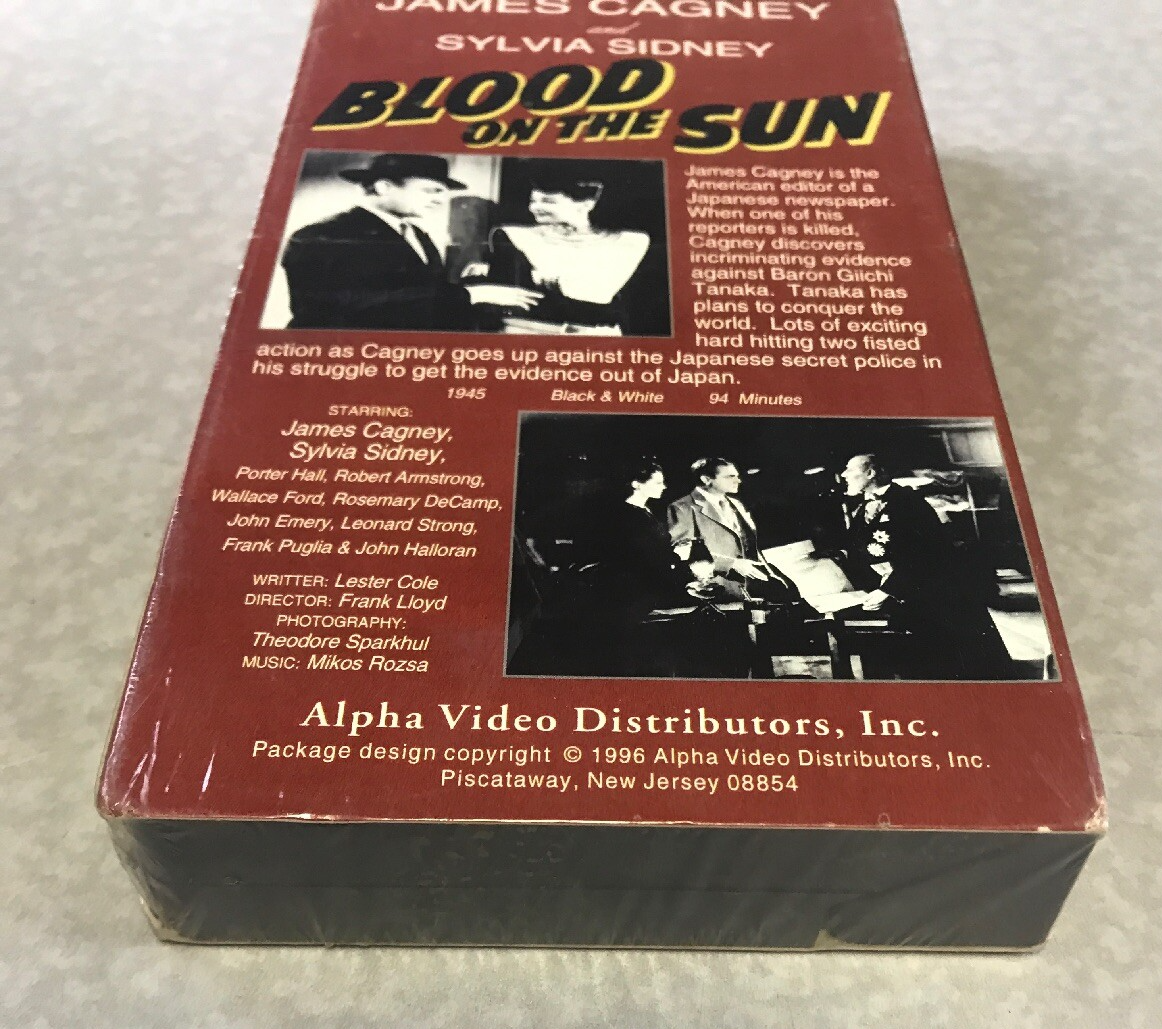 JAMES CAGNEY
and
SYLVIA SIDNEY
BLOOD
ON THE SUN
James Cagney is the
American editor of a
Japanese newspaper.
When one of his
reporters is killed,
Cagney discovers
incriminating evidence
against Baron Giichi
Tanaka. Tanaka has
plans to conquer the
world. Lots of exciting
hard hitting two fisted
action as Cagney goes up against the Japanese secret police in
his struggle to get the evidence out of Japan.
1945 Black & White 94 Minutes
STARRING:
James Cagney,
Sylvia Sidney,
Porter Hall, Robert Armstrong,
Wallace Ford, Rosemary DeCamp,
John Emery, Leonard Strong,
Frank Puglia & John Halloran
WRITTER: Lester Cole
DIRECTOR: Frank Lloyd
PHOTOGRAPHY:
Theodore Sparkhul
MUSIC: Mikos Rozsa
Alpha Video Distributors, Inc.
Package design copyright © 1996 Alpha Video Distributors, Inc.
Piscataway, New Jersey 08854